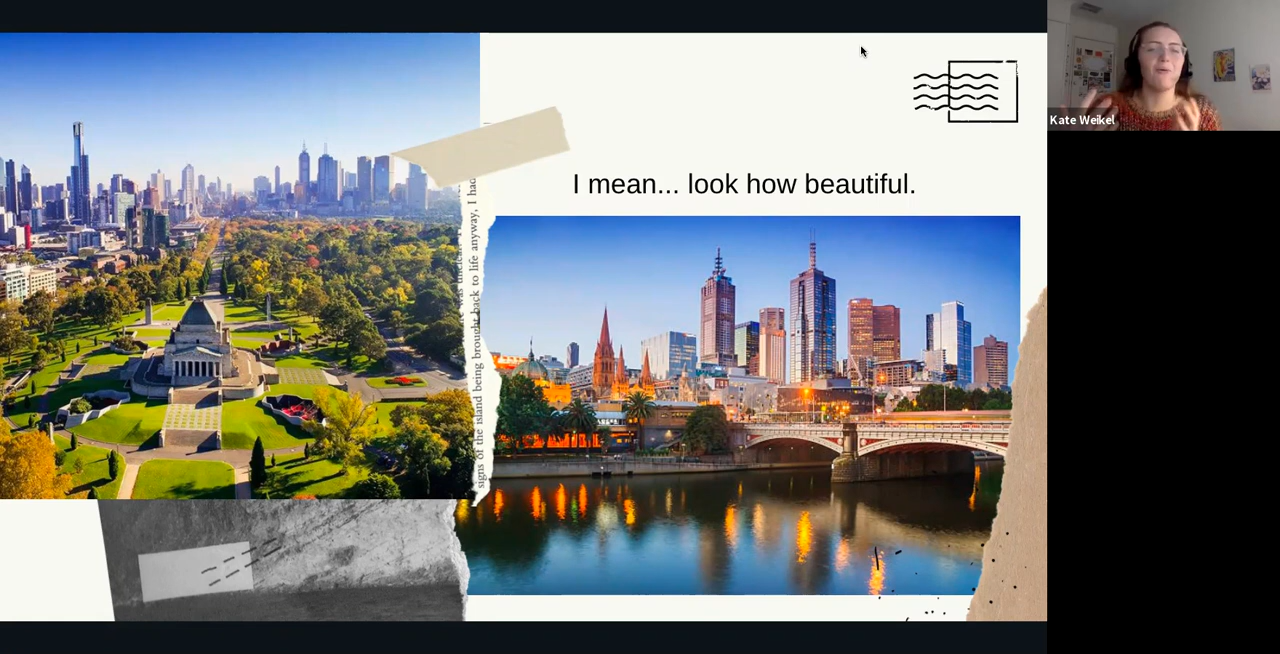 I mean... look how beautiful.
Kate Weikel
signs of the island being brought back to life anyway, I had